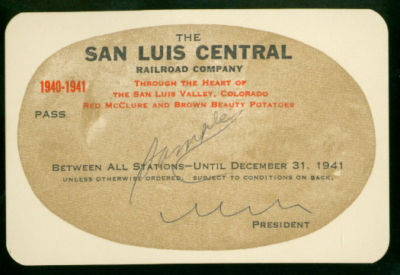 THE
SAN LUIS CENTRAL
RAILROAD COMPANY
1940-1941
THROUGH THE HEART OF
THE SAN LUIS VALLEY, COLORADO
RED MCCLURE AND BROWN BEAUTY POTATOES
PASS
Sample
BETWEEN ALL STATIONS—UNTIL DECEMBER 31, 1941
UNLESS OTHERWISE ORDERED. SUBJECT TO CONDITIONS ON BACK.
PRESIDENT